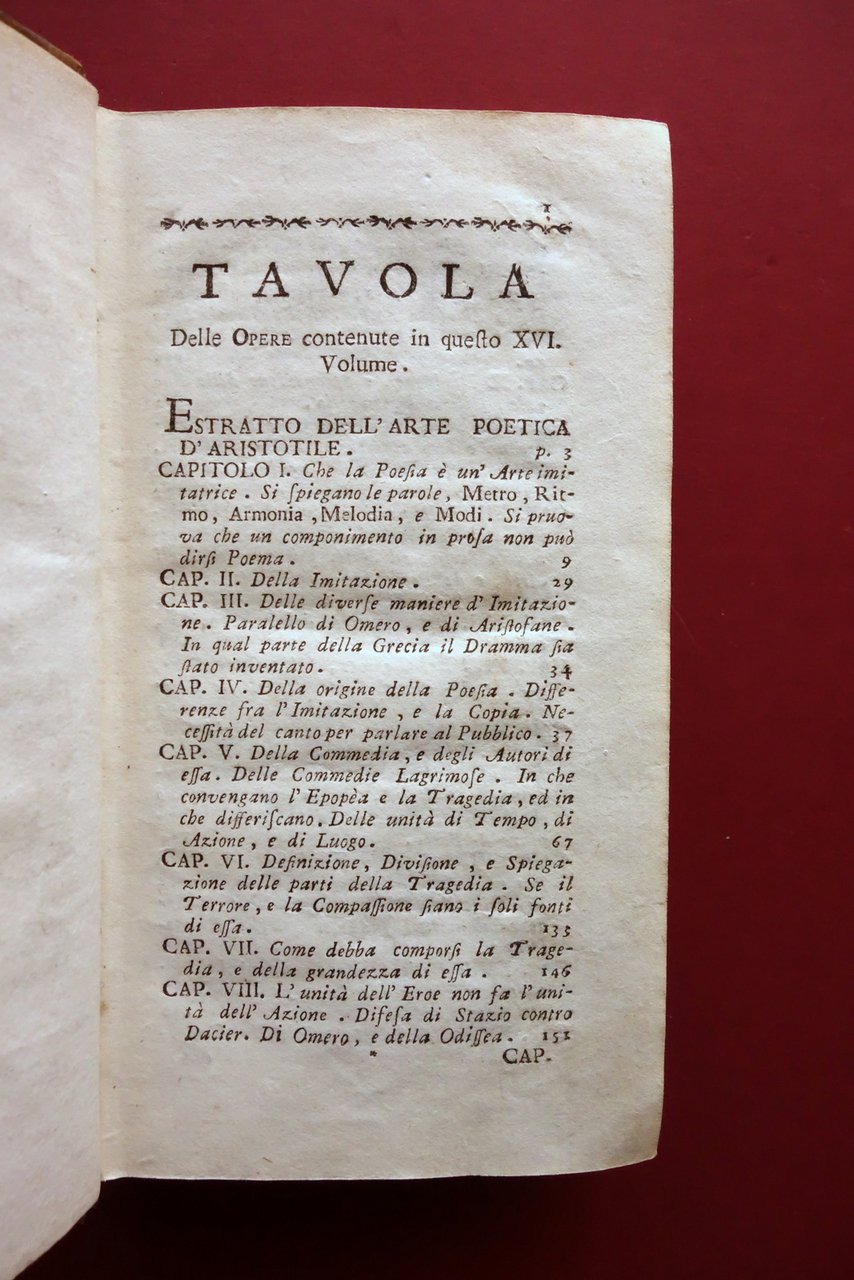 1
TAVOLA
Delle OPERE contenute in queſto XVI.
Volume.
ESTRATTO DELL'ARTE POETICA
D'ARISTOTILE. p. 3
CAPITOLO I. Che la Poeſia è un' Arte imi-
tatrice. Si ſpiegano le parole, Metro, Rit-
mo, Armonia, Melodia, e Modi. Si pruo-
va che un componimento in proſa non può
dirſi Poema. 9
CAP. II. Della Imitazione. 29
CAP. III. Delle diverſe maniere d'Imitazio-
ne. Paralello di Omero, e di Ariſtofane.
In qual parte della Grecia il Dramma ſia
ſtato inventato. 34
CAP. IV. Della origine della Poeſia. Diffe-
renze fra l'Imitazione, e la Copia. Ne-
ceſſità del canto per parlare al Pubblico. 37
CAP. V. Della Commedia, e degli Autori di
eſſa. Delle Commedie Lagrimoſe. In che
convengano l'Epopèa e la Tragedia, ed in
che differiſcano. Delle unità di Tempo, di
Azione, e di Luogo. 67
CAP. VI. Definizione, Diviſione, e Spiega-
zione delle parti della Tragedia. Se il
Terrore, e la Compaſſione ſiano i ſoli fonti
di eſſa. 135
CAP. VII. Come debba comporſi la Trage-
dia, e della grandezza di eſſa. 146
CAP. VIII. L'unità dell' Eroe non fa l'uni-
tà dell' Azione. Difeſa di Stazio contro
Dacier. Di Omero, e della Odiſſea. 151
* CAP.